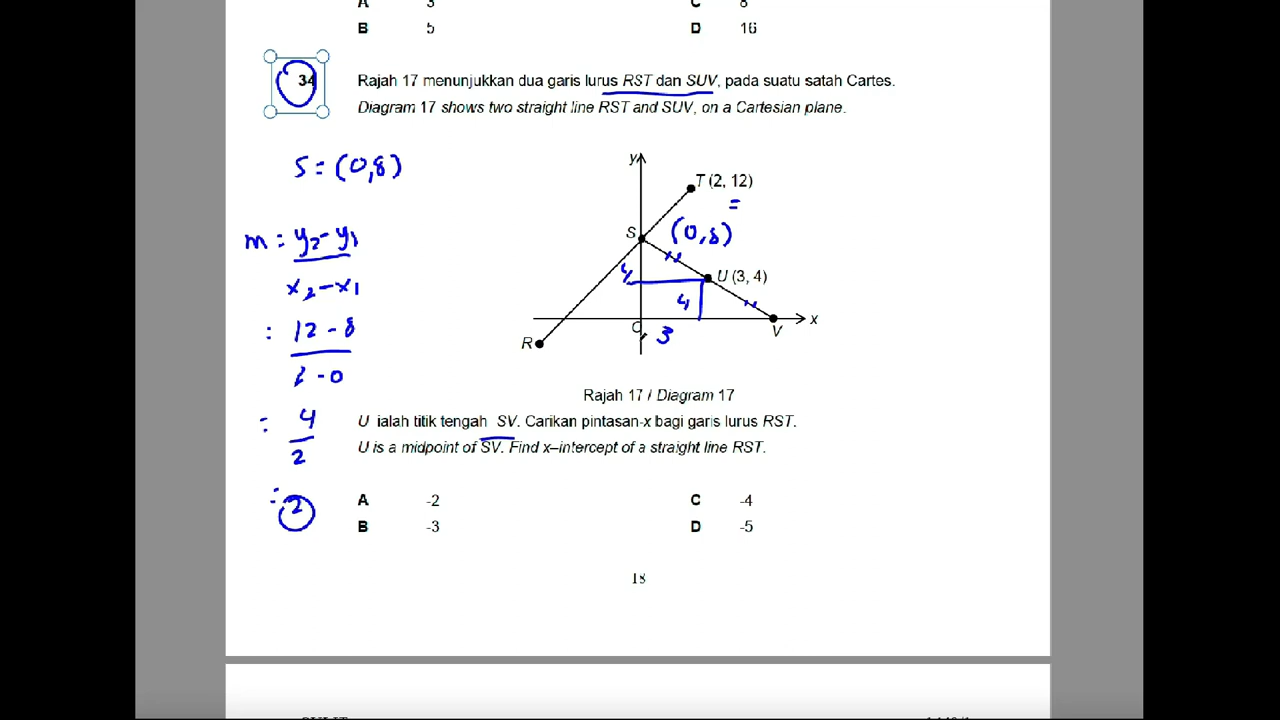 A 3 C 8
B 5 D 16
34 Rajah 17 menunjukkan dua garis lurus RST dan SUV, pada suatu satah Cartes.
Diagram 17 shows two straight line RST and SUV, on a Cartesian plane.
S = (0,8)
y
T (2, 12)
=
S (0,8)
m = y2 - y1
x2 - x1
4 U (3, 4)
4
= 12 - 8
2 - 0
O 3 V x
R
= 4
2
= 2
Rajah 17 / Diagram 17
U ialah titik tengah SV. Carikan pintasan-x bagi garis lurus RST.
U is a midpoint of SV. Find x–intercept of a straight line RST.
A -2 C -4
B -3 D -5
18